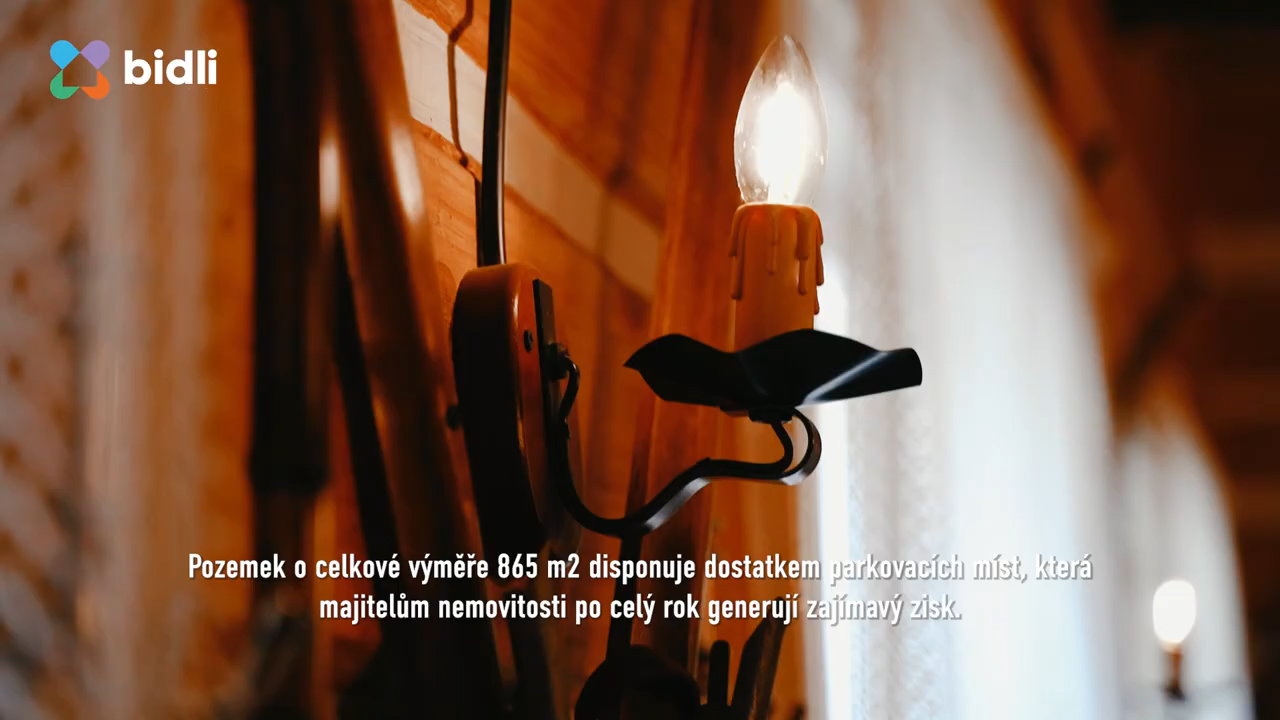 bidli
Pozemek o celkové výměře 865 m2 disponuje dostatkem parkovacích míst, která
majitelům nemovitosti po celý rok generují zajímavý zisk.